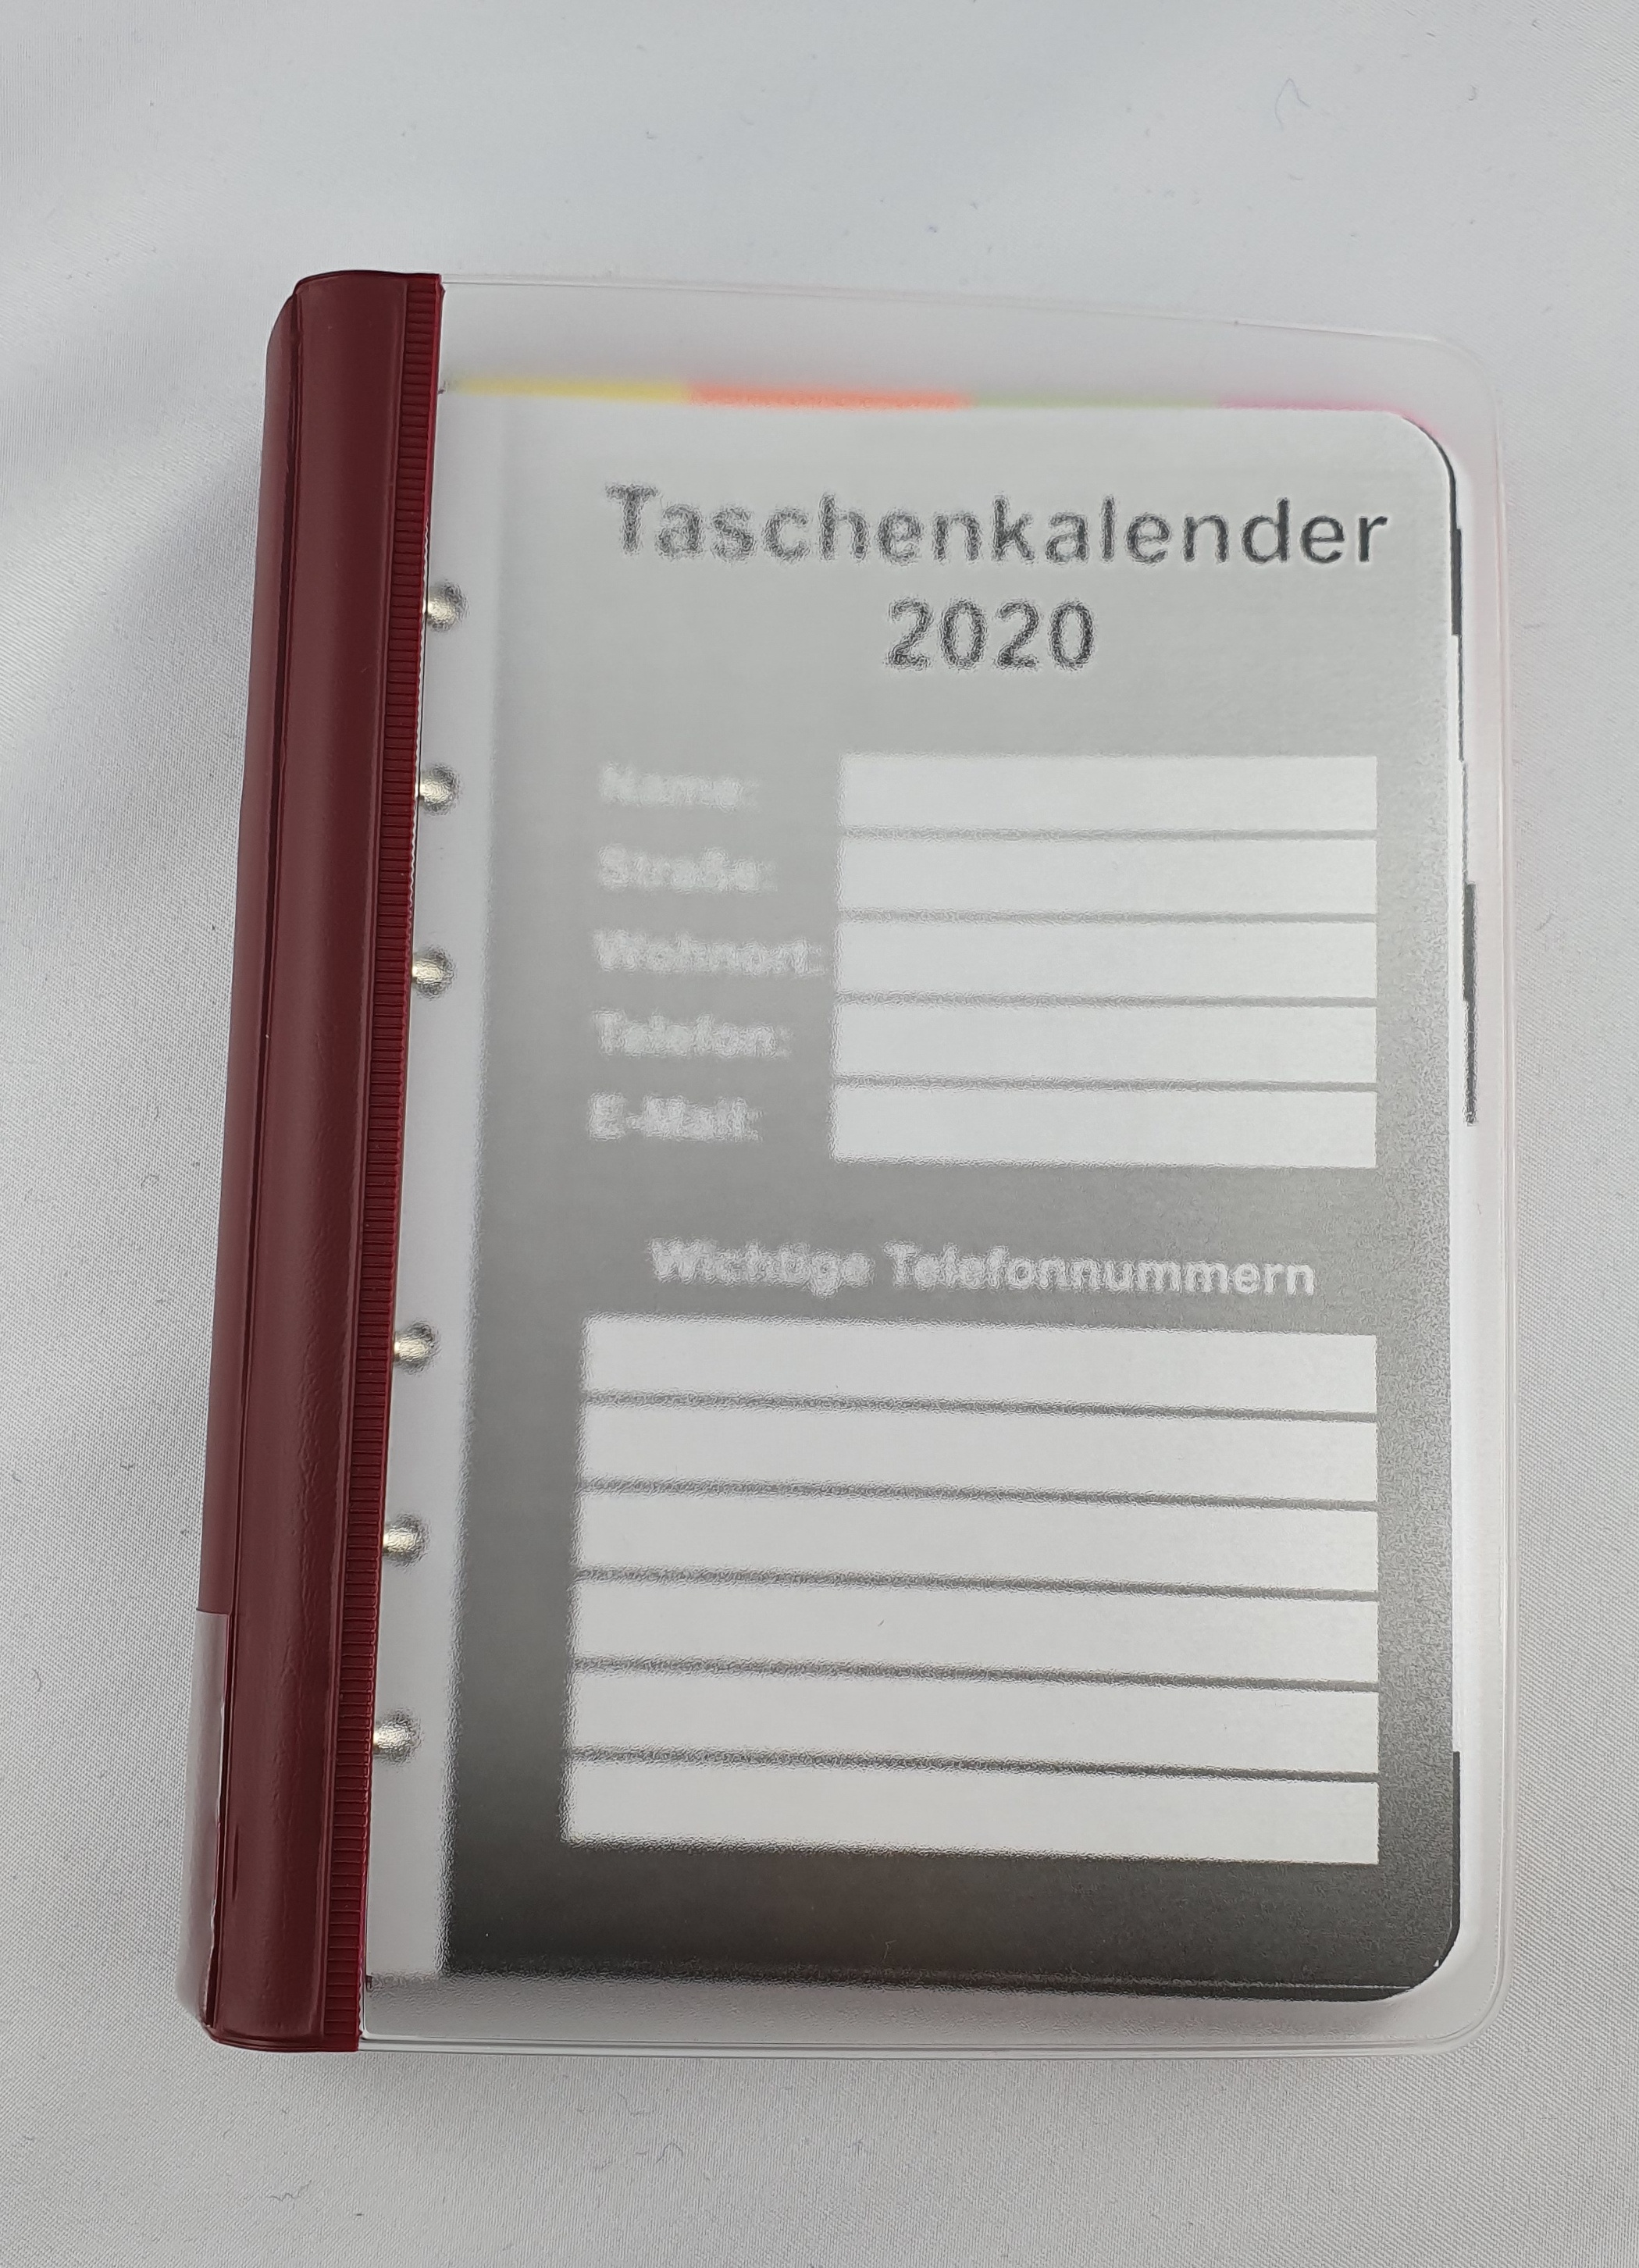 Taschenkalender
2020
Name:
Straße:
Wohnort:
Telefon:
E-Mail:
Wichtige Telefonnummern